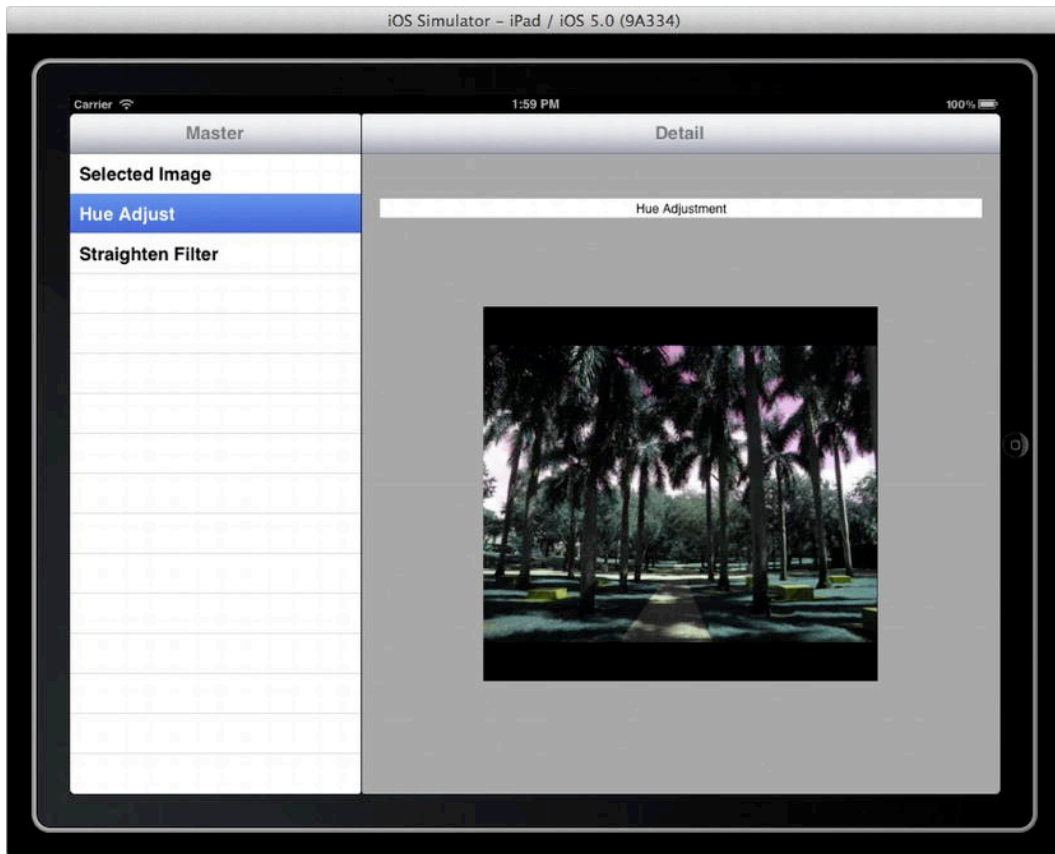 iOS Simulator – iPad / iOS 5.0 (9A334)
Carrier
1:59 PM
100%
Master
Detail
Selected Image
Hue Adjust
Straighten Filter
Hue Adjustment